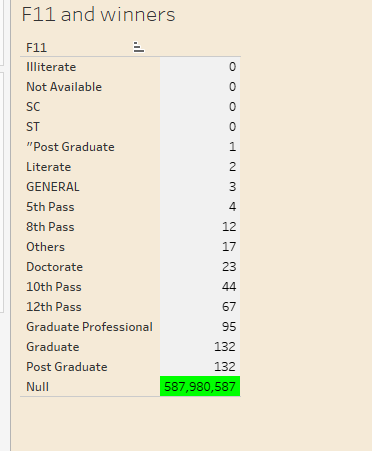 F11 and winners
F11
Illiterate 0
Not Available 0
SC 0
ST 0
"Post Graduate 1
Literate 2
GENERAL 3
5th Pass 4
8th Pass 12
Others 17
Doctorate 23
10th Pass 44
12th Pass 67
Graduate Professional 95
Graduate 132
Post Graduate 132
Null 587,980,587